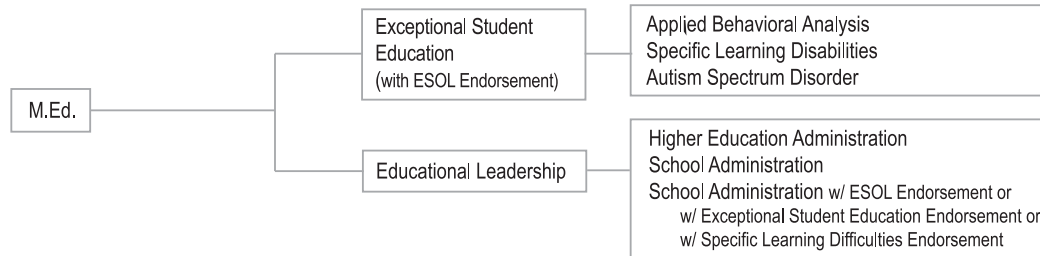 M.Ed.
Exceptional Student
Education
(with ESOL Endorsement)
Applied Behavioral Analysis
Specific Learning Disabilities
Autism Spectrum Disorder
Educational Leadership
Higher Education Administration
School Administration
School Administration w/ ESOL Endorsement or
w/ Exceptional Student Education Endorsement or
w/ Specific Learning Difficulties Endorsement